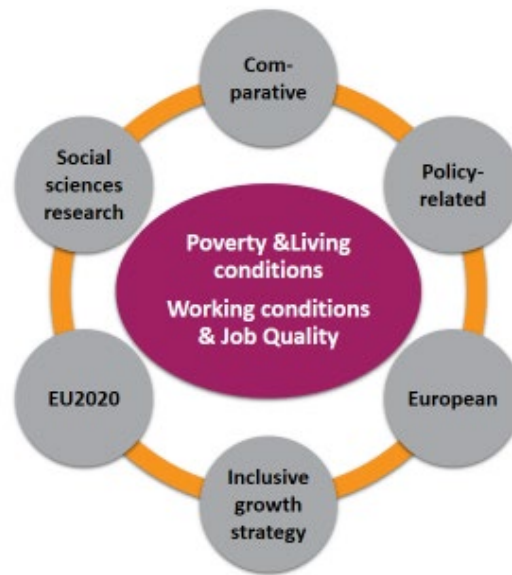 Com-
parative
Policy-
related
European
Inclusive
growth
strategy
EU2020
Social
sciences
research
Poverty &Living
conditions
Working conditions
& Job Quality